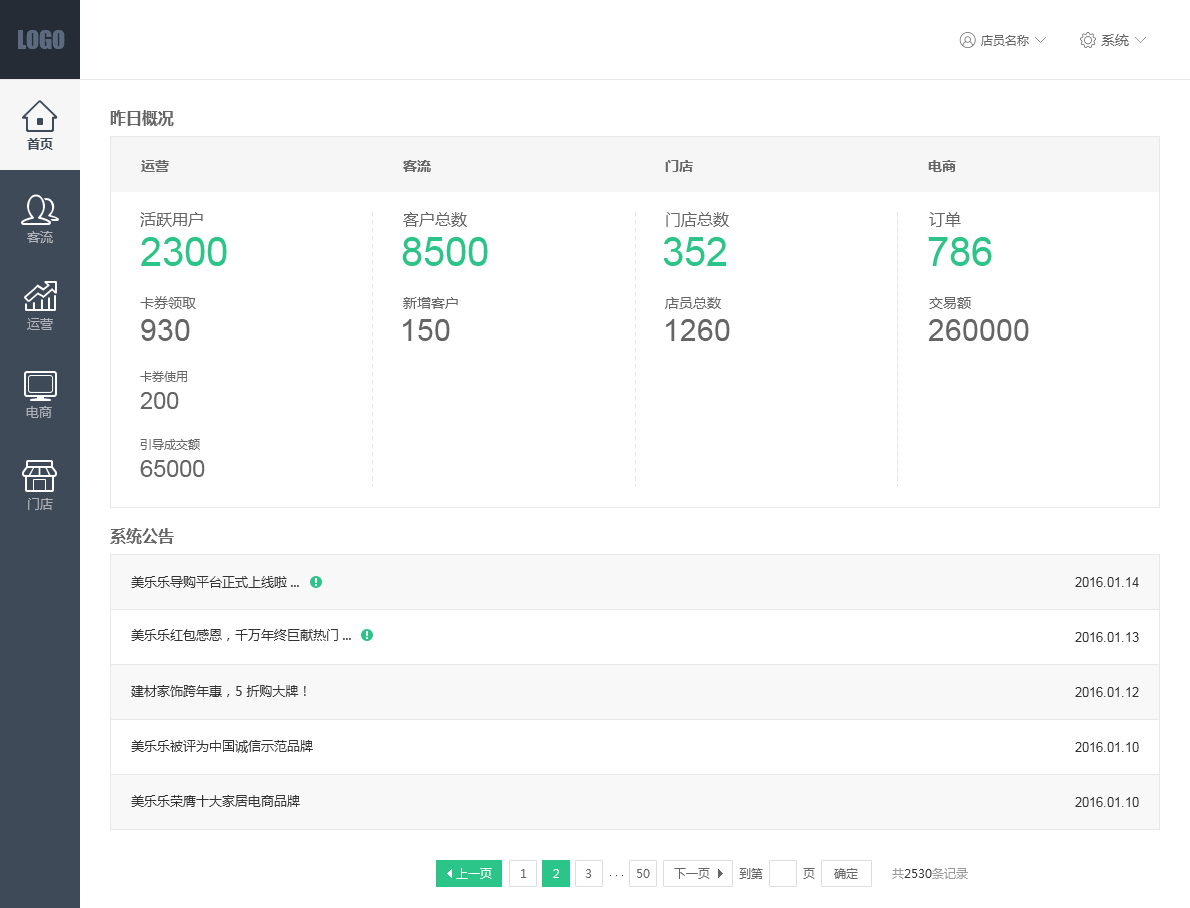 LOGO
店员名称
系统
首页
客流
运营
电商
门店
昨日概况
运营 客流 门店 电商
活跃用户 客户总数 门店总数 订单
2300 8500 352 786
卡券领取 新增客户 店员总数 交易额
930 150 1260 260000
卡券使用
200
引导成交额
65000
系统公告
美乐乐导购平台正式上线啦 ... 2016.01.14
美乐乐红包感恩，千万年终巨献热门 ... 2016.01.13
建材家饰跨年惠，5 折购大牌！ 2016.01.12
美乐乐被评为中国诚信示范品牌 2016.01.10
美乐乐荣膺十大家居电商品牌 2016.01.10
上一页 1 2 3 ... 50 下一页 到第 页 确定 共2530条记录